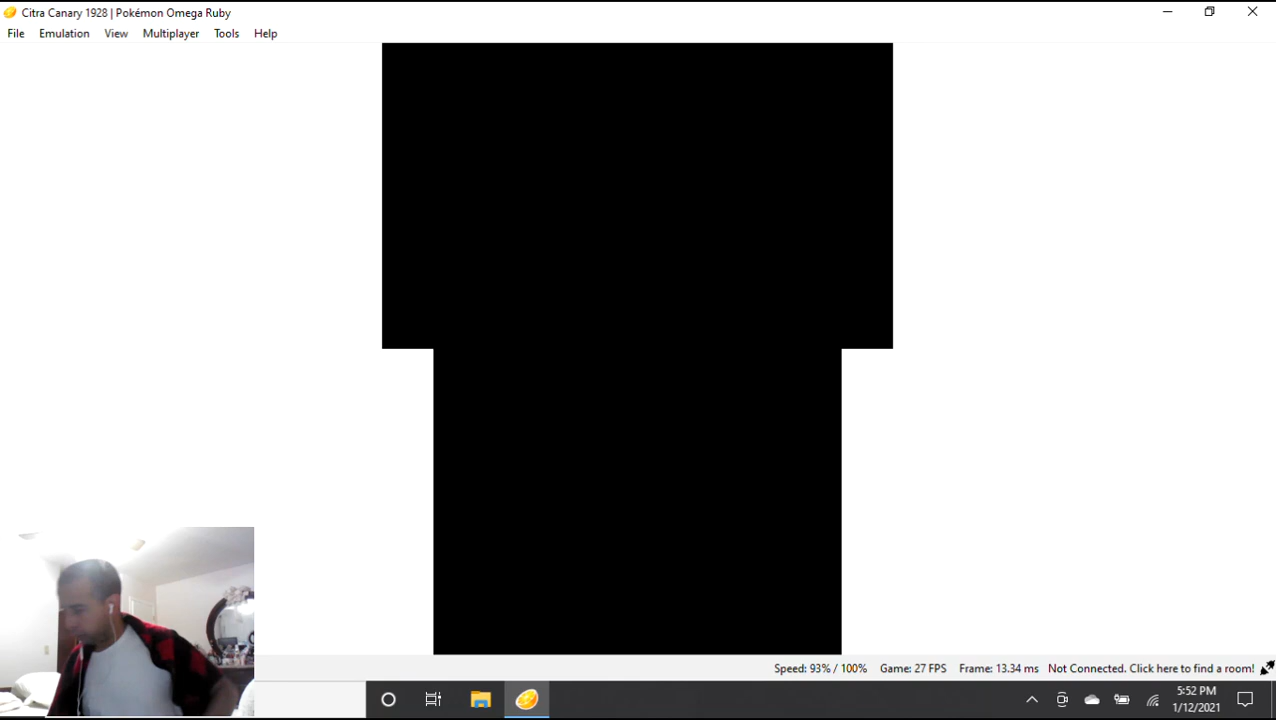 Citra Canary 1928 | Pokémon Omega Ruby
File Emulation View Multiplayer Tools Help
Speed: 93% / 100% Game: 27 FPS Frame: 13.34 ms Not Connected. Click here to find a room!
5:52 PM
1/12/2021